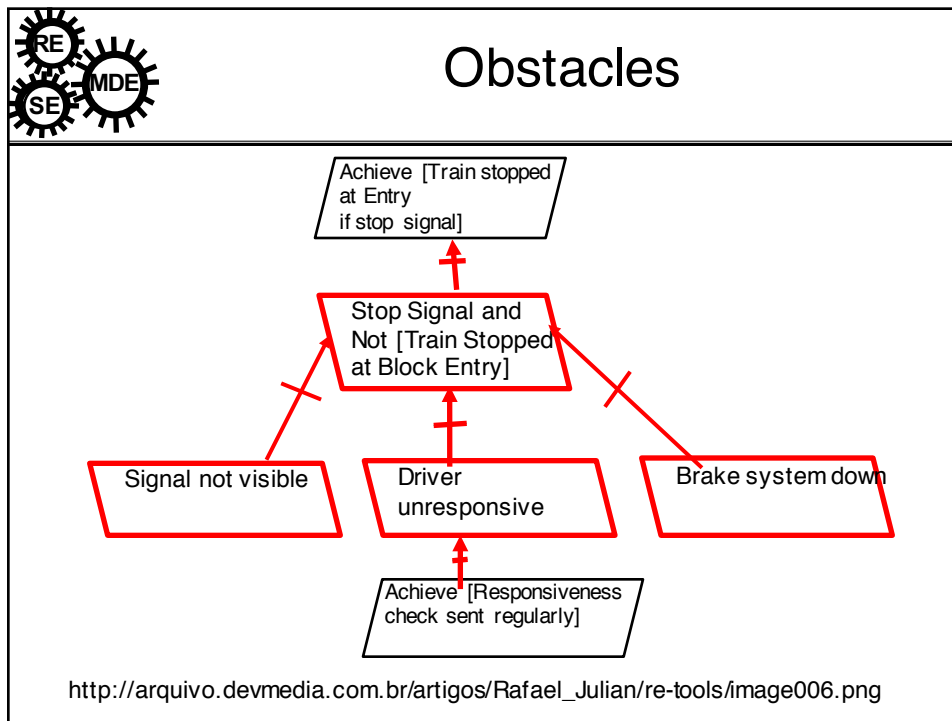 RE
MDE
SE
Obstacles
Achieve [Train stopped
at Entry
if stop signal]
Stop Signal and
Not [Train Stopped
at Block Entry]
Signal not visible
Driver
unresponsive
Brake system down
Achieve [Responsiveness
check sent regularly]
http://arquivo.devmedia.com.br/artigos/Rafael_Julian/re-tools/image006.png